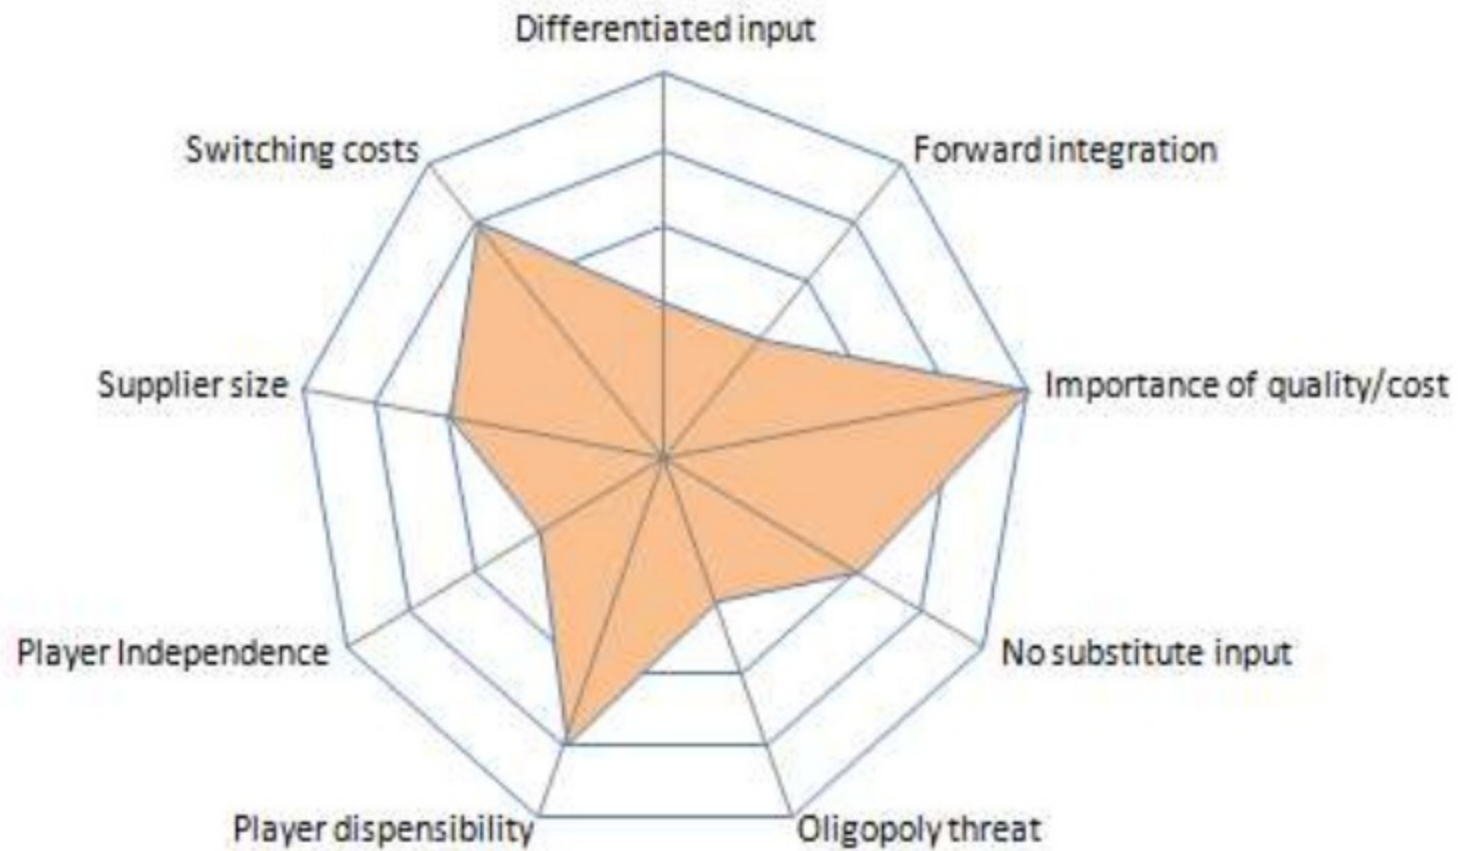 Differentiated input
Switching costs
Forward integration
Supplier size
Importance of quality/cost
Player Independence
No substitute input
Player dispensibility
Oligopoly threat